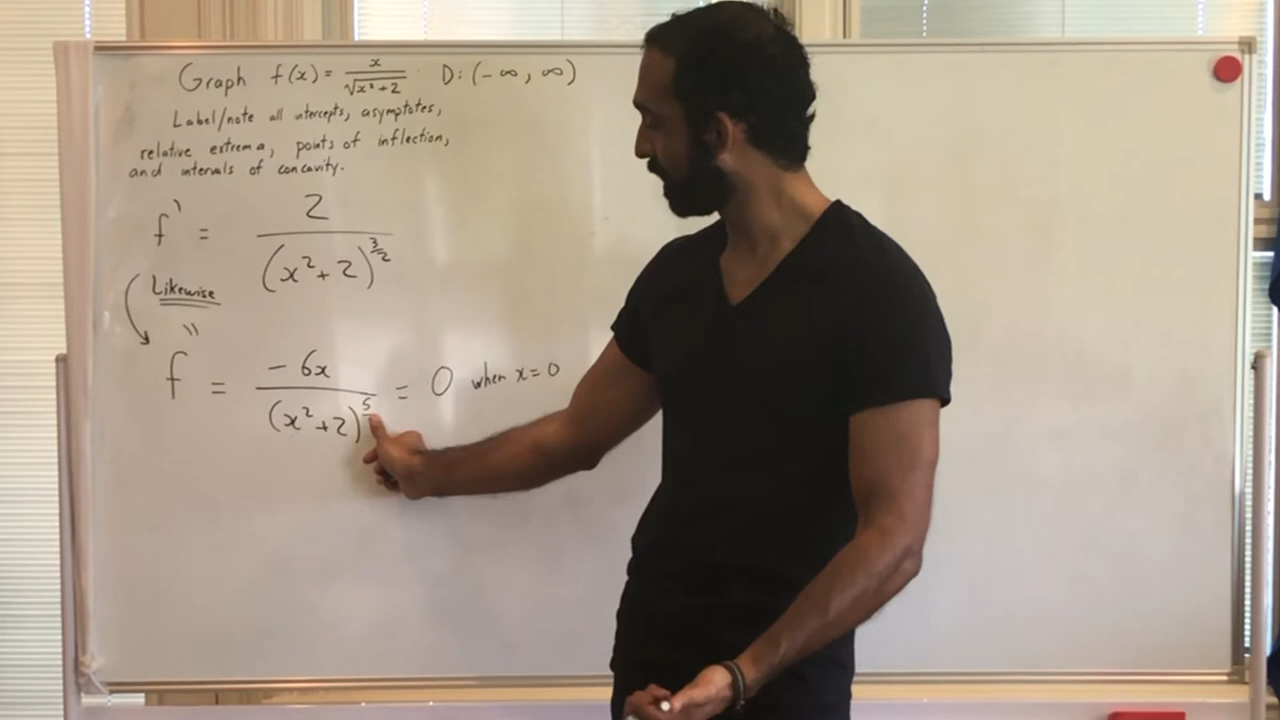 Graph f(x) = x/√(x²+2) D: (-∞, ∞)
Label/note all intercepts, asymptotes,
relative extrema, points of inflection,
and intervals of concavity.
f' = 2/(x²+2)^(3/2)
Likewise
f'' = -6x/(x²+2)^5 = 0 when x=0